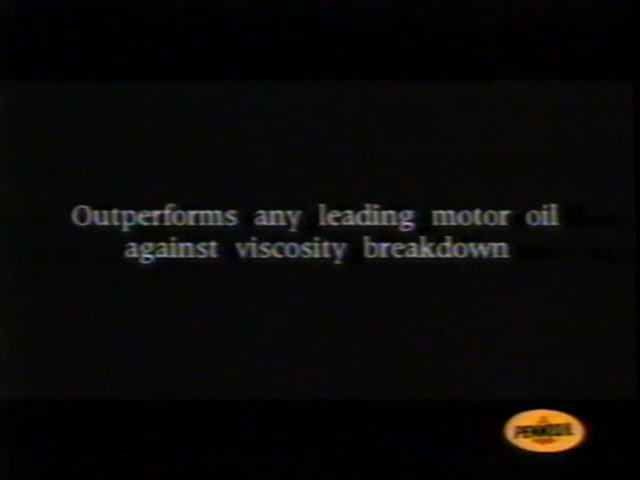 Outperforms any leading motor oil
against viscosity breakdown
PENNZOIL